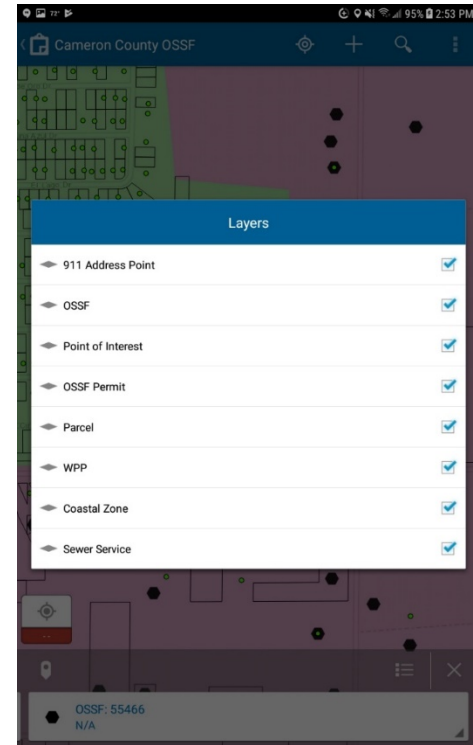 72° 95% 2:53 PM
Cameron County OSSF
Layers
911 Address Point
OSSF
Point of Interest
OSSF Permit
Parcel
WPP
Coastal Zone
Sewer Service
--
OSSF: 55466
N/A